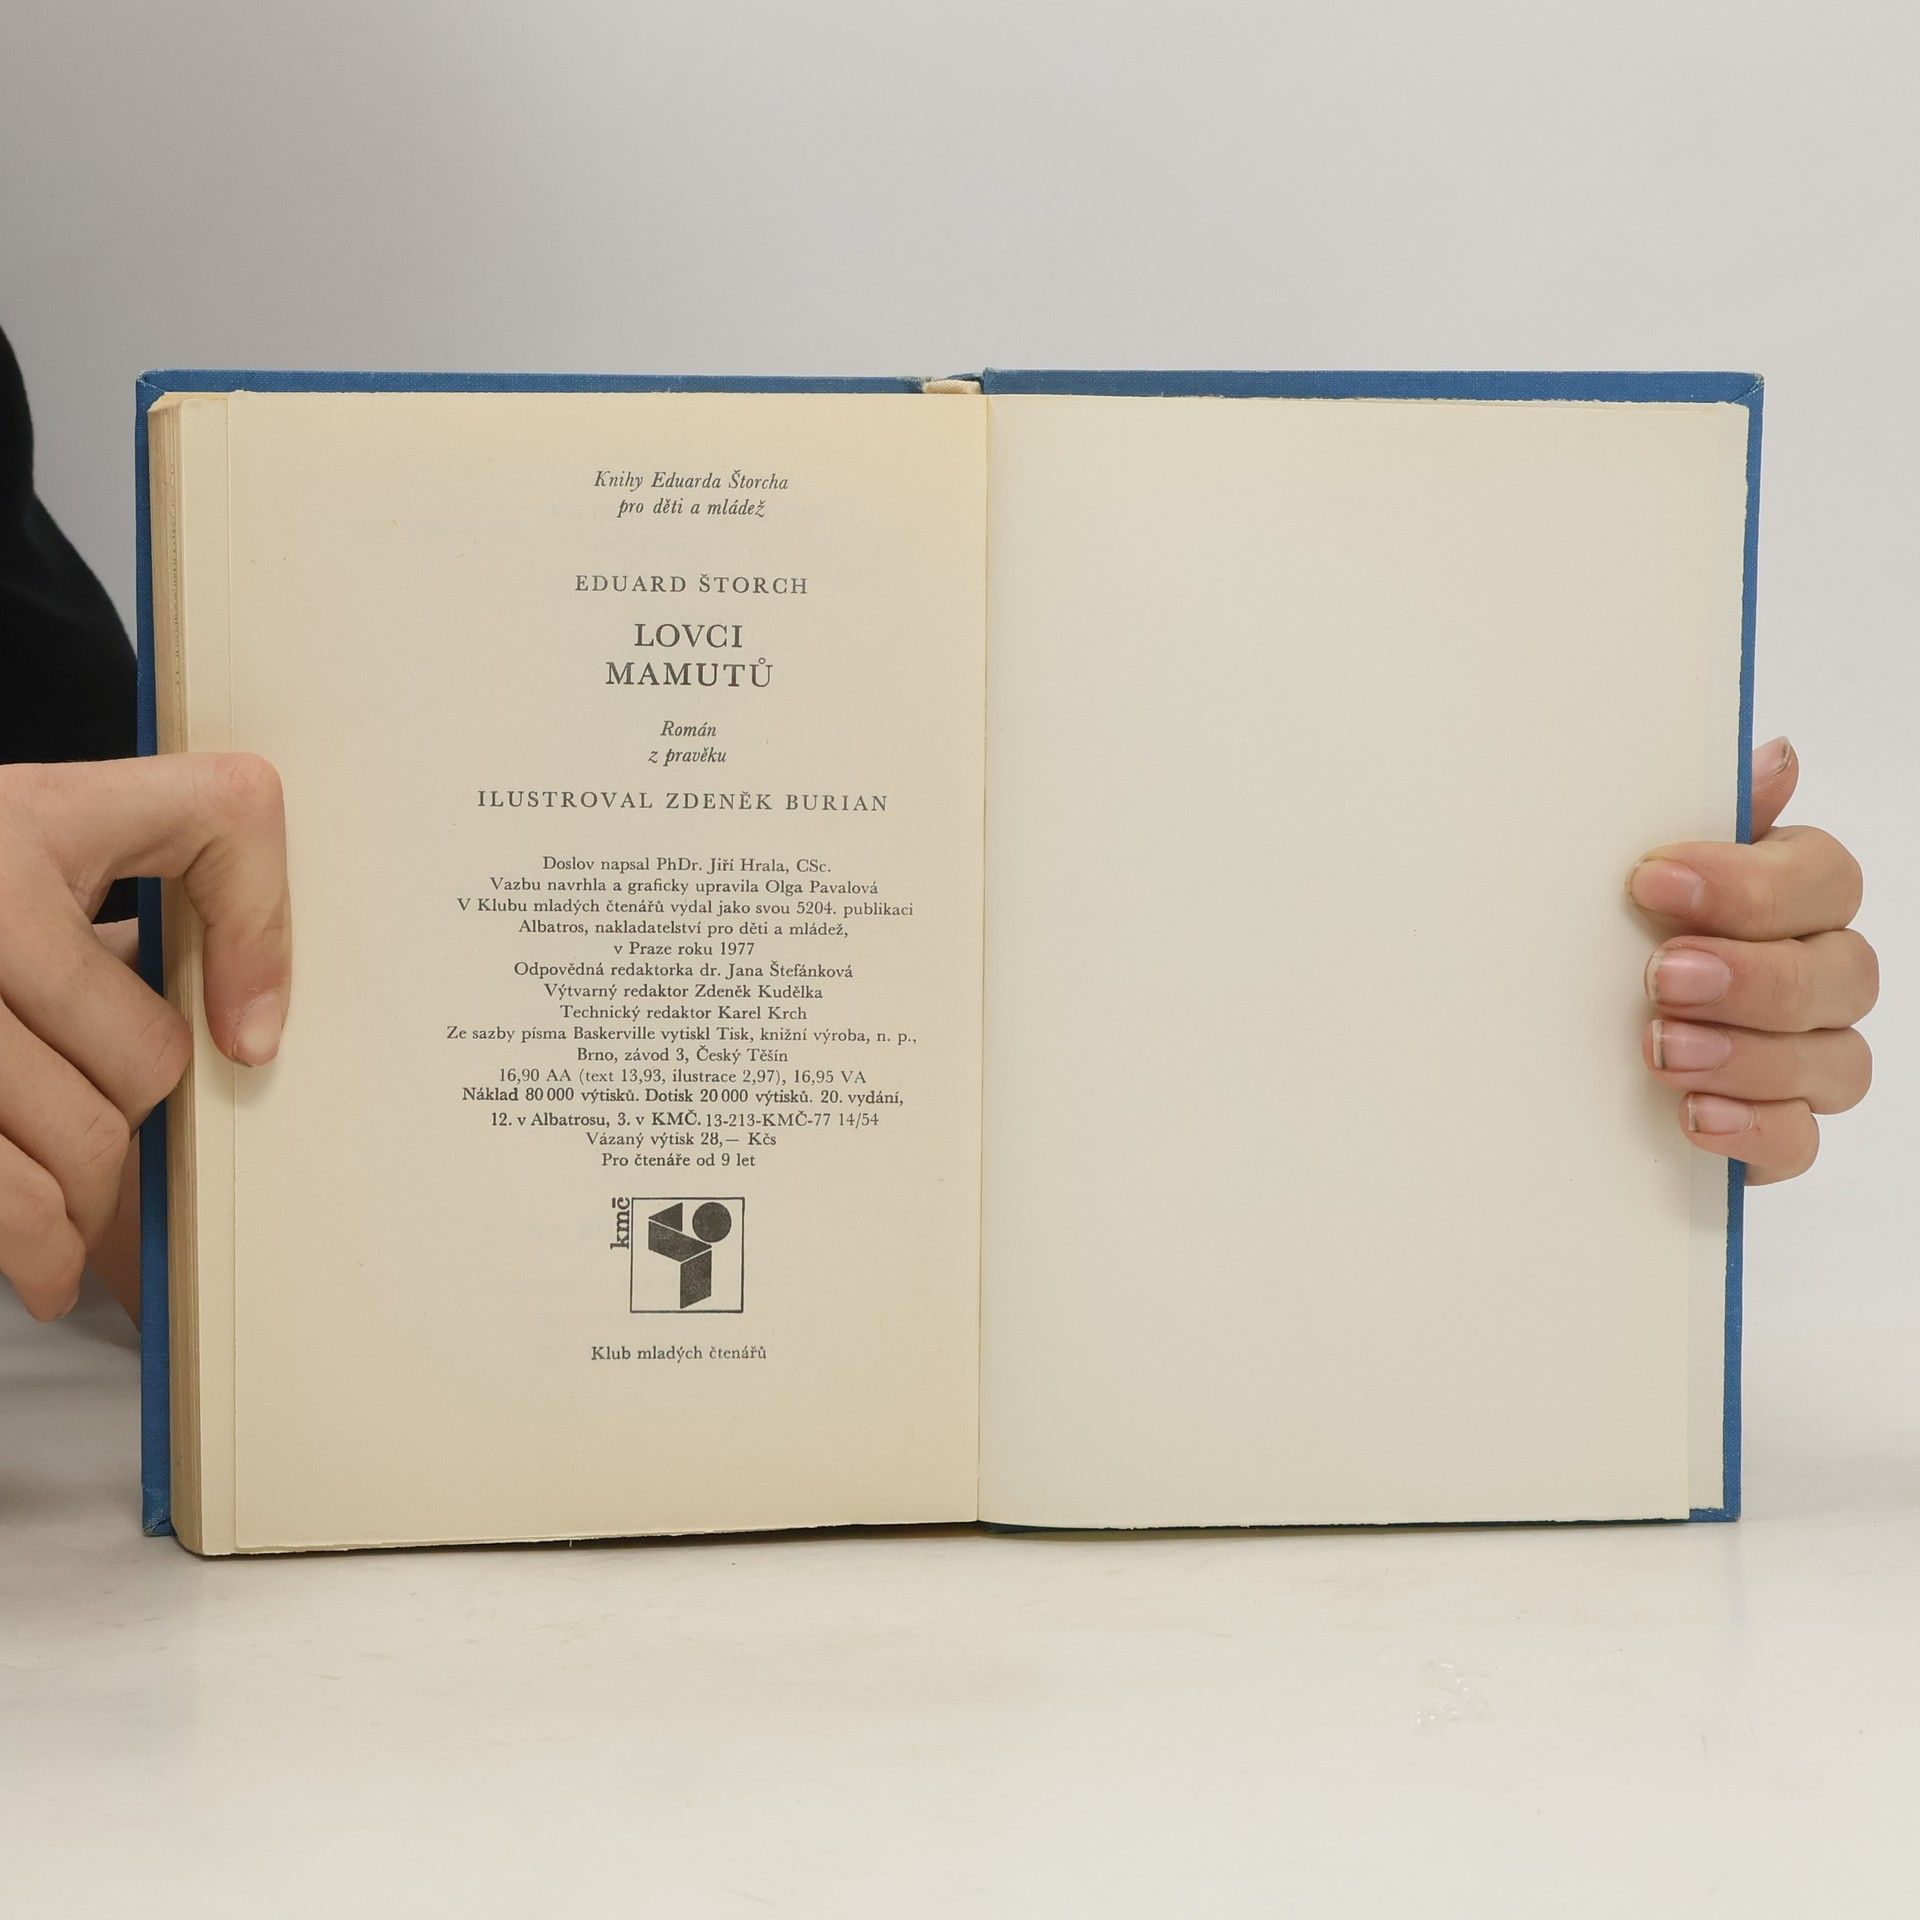 Knihy Eduarda Štorcha
pro děti a mládež
EDUARD ŠTORCH
LOVCI
MAMUTŮ
Román
z pravěku
ILUSTROVAL ZDENĚK BURIAN
Doslov napsal PhDr. Jiří Hrala, CSc.
Vazbu navrhla a graficky upravila Olga Pavalová
V Klubu mladých čtenářů vydal jako svou 5204. publikaci
Albatros, nakladatelství pro děti a mládež,
v Praze roku 1977
Odpovědná redaktorka dr. Jana Štefánková
Výtvarný redaktor Zdeněk Kudělka
Technický redaktor Karel Krch
Ze sazby písma Baskerville vytiskl Tisk, knižní výroba, n. p.,
Brno, závod 3, Český Těšín
16,90 AA (text 13,93, ilustrace 2,97), 16,95 VA
Náklad 80 000 výtisků. Dotisk 20 000 výtisků. 20. vydání,
12. v Albatrosu, 3. v KMČ. 13-213-KMČ-77 14/54
Vázaný výtisk 28,— Kčs
Pro čtenáře od 9 let
kmč
Klub mladých čtenářů